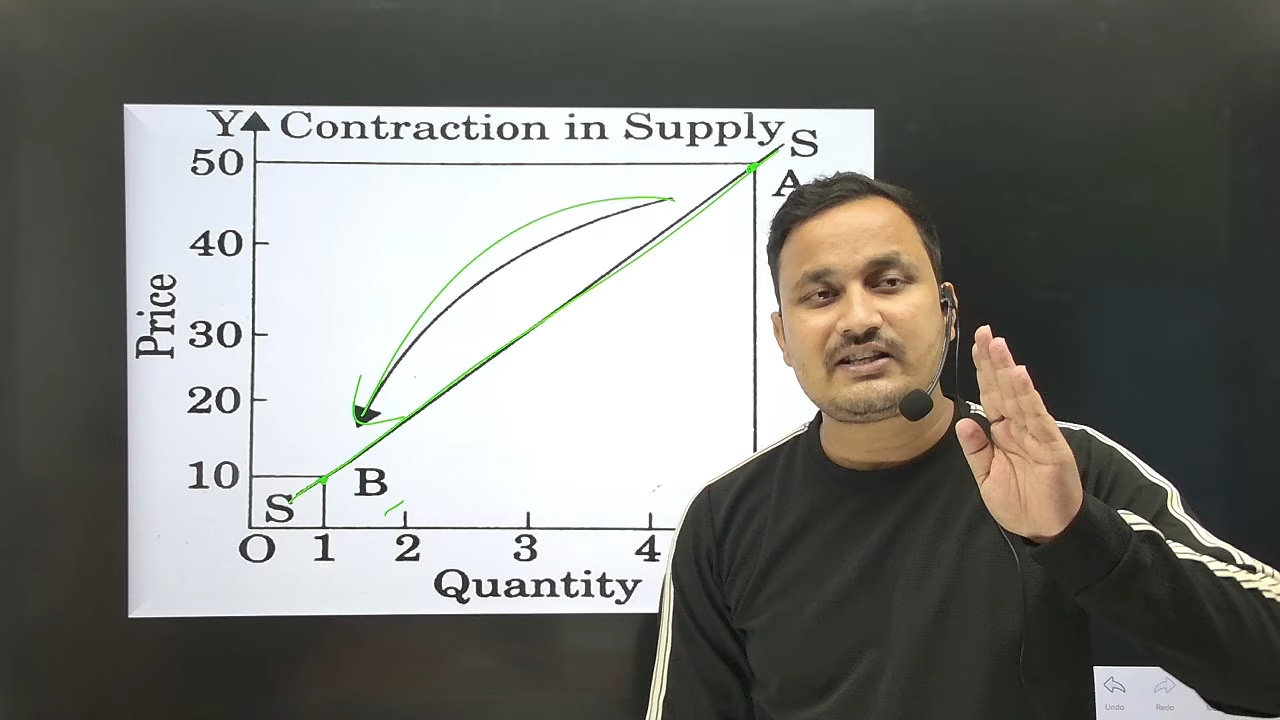 Y Contraction in Supply
S
50
A
40
30
20
10
B
S
O 1 2 3 4
Price
Quantity
Undo Redo